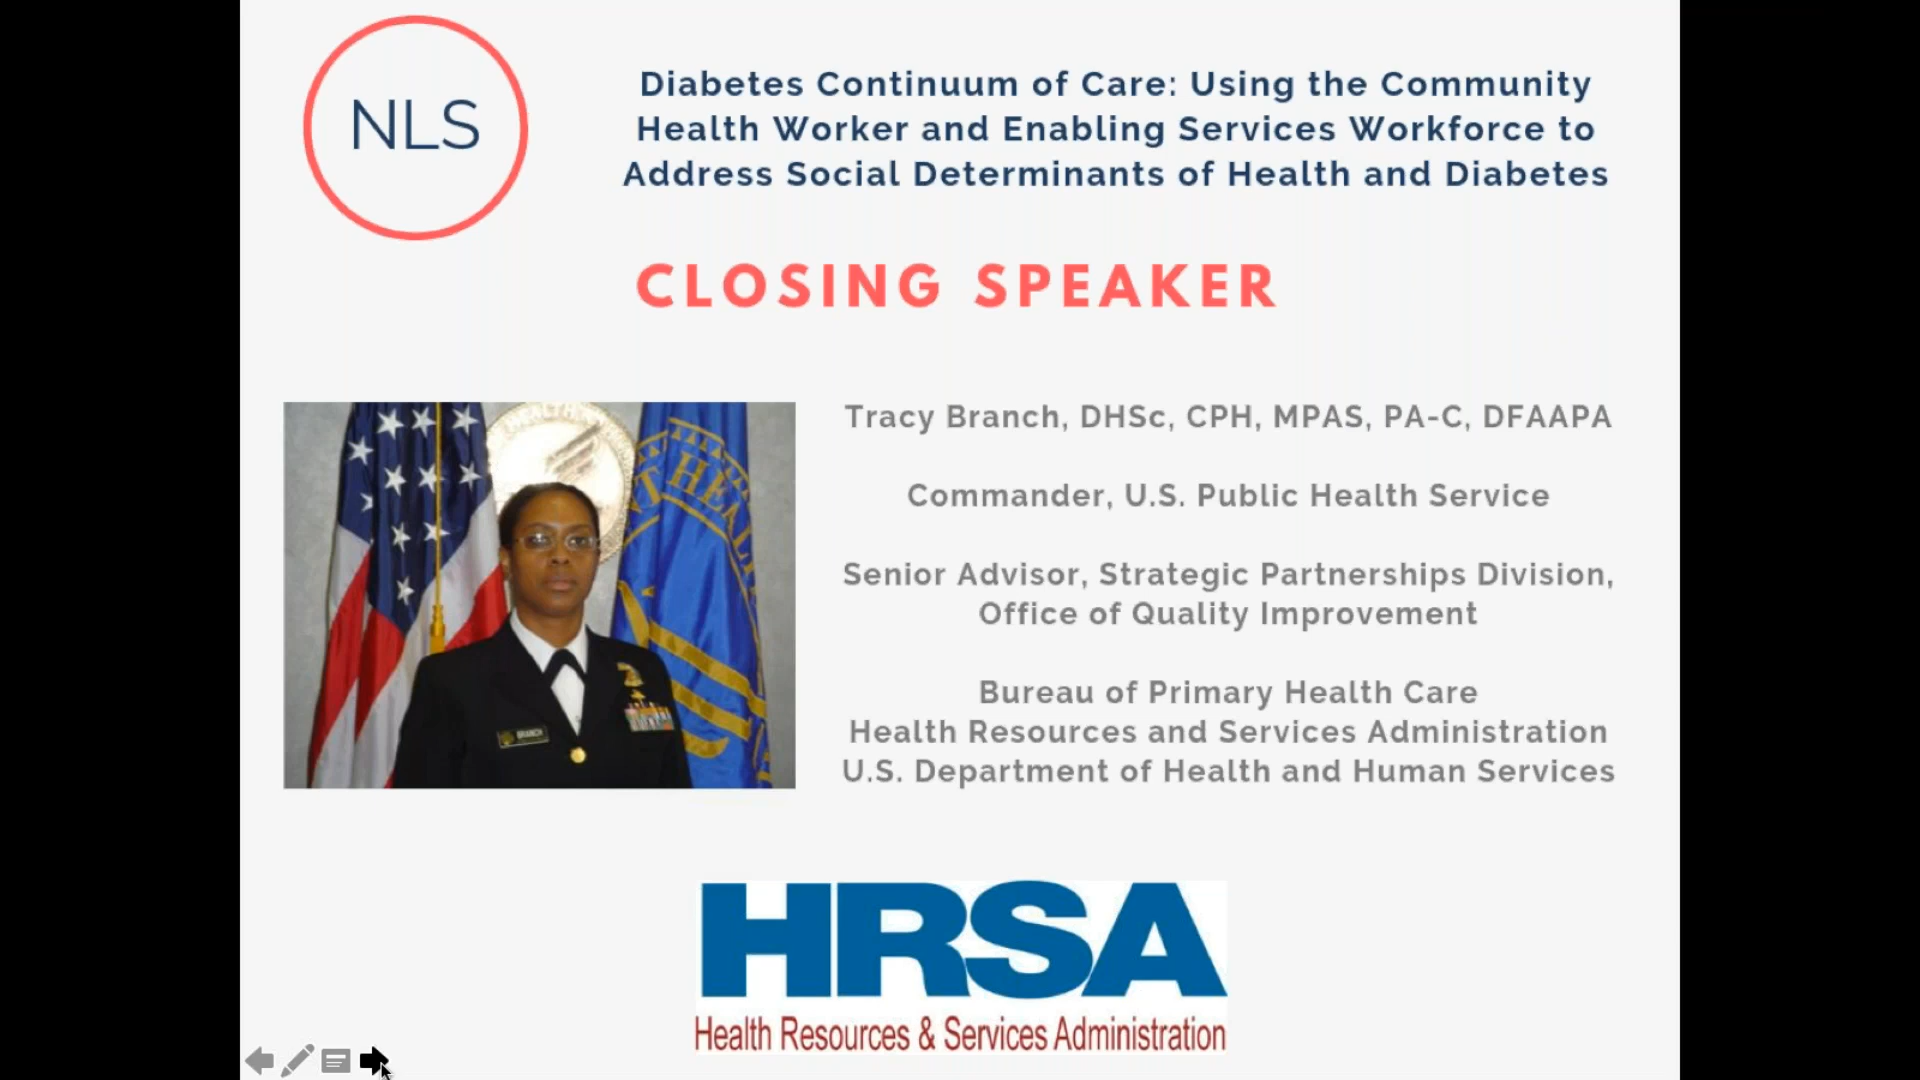 NLS
Diabetes Continuum of Care: Using the Community
Health Worker and Enabling Services Workforce to
Address Social Determinants of Health and Diabetes
CLOSING SPEAKER
Tracy Branch, DHSc, CPH, MPAS, PA-C, DFAAPA
Commander, U.S. Public Health Service
Senior Advisor, Strategic Partnerships Division,
Office of Quality Improvement
Bureau of Primary Health Care
Health Resources and Services Administration
U.S. Department of Health and Human Services
BRANCH
HRSA
Health Resources & Services Administration